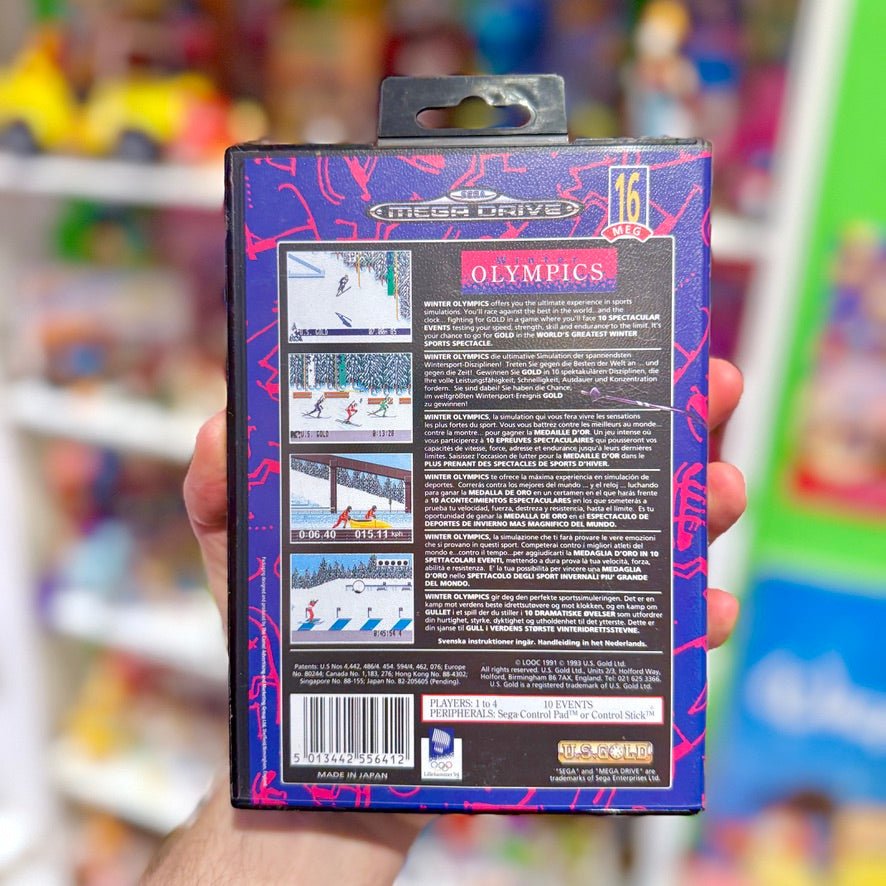 SEGA
MEGA DRIVE
16
MEG
Winter
OLYMPICS
WINTER OLYMPICS offers you the ultimate experience in sports
simulations. You'll race against the best in the world...and the
clock... fighting for GOLD in a game where you'll face 10 SPECTACULAR
EVENTS testing your speed, strength, skill and endurance to the limit. It's
your chance to go for GOLD in the WORLD'S GREATEST WINTER
SPORTS SPECTACLE.
WINTER OLYMPICS die ultimative Simulation der spannendsten
Wintersport-Disziplinen! Treten Sie gegen die Besten der Welt an ... und
gegen die Zeit! Gewinnen Sie GOLD in 10 spektakulären Disziplinen, die
Ihre volle Leistungsfähigkeit, Schnelligkeit, Ausdauer und Konzentration
fordern. Sie sind dabei! Sie haben die Chance,
im weltgrößten Wintersport-Ereignis GOLD
zu gewinnen!
WINTER OLYMPICS, la simulation qui vous fera vivre les sensations
les plus fortes du sport. Vous vous battrez contre les meilleurs au monde...
contre la montre... pour gagner la MEDAILLE D'OR. Un jeu intense où
vous participerez à 10 EPREUVES SPECTACULAIRES qui pousseront vos
capacités de vitesse, force, adresse et endurance jusqu'à leurs dernières
limites. Saisissez l'occasion de lutter pour la MEDAILLE D'OR dans le
PLUS PRENANT DES SPECTACLES DE SPORTS D'HIVER.
WINTER OLYMPICS te ofrece la máxima experiencia en simulación de
deportes. Correrás contra los mejores del mundo ... y el reloj ... luchando
para ganar la MEDALLA DE ORO en un certamen en el que harás frente
a 10 ACONTECIMIENTOS ESPECTACULARES en los que someterás a
prueba tu velocidad, fuerza, destreza y resistencia, hasta el límite. Es tu
oportunidad de ganar la MEDALLA DE ORO en el ESPECTACULO DE
DEPORTES DE INVIERNO MAS MAGNIFICO DEL MUNDO.
WINTER OLYMPICS, la simulazione che ti farà provare le vere emozioni
che si provano in questi sport. Competerai contro i migliori atleti del
mondo e...contro il tempo...per aggiudicarti la MEDAGLIA D'ORO IN 10
SPETTACOLARI EVENTI, mettendo a dura prova la tua velocità, forza,
abilità e resistenza. E' la tua possibilità per vincere una MEDAGLIA
D'ORO nello SPETTACOLO DEGLI SPORT INVERNALI PIU' GRANDE
DEL MONDO.
WINTER OLYMPICS gir deg den perfekte sportssimuleringen. Det er en
kamp mot verdens beste idrettsutøvere og mot klokken, og en kamp om
GULLET i et spill der du stiller i 10 DRAMATISKE ØVELSER som utfordrer
din hurtighet, styrke, dyktighet og utholdenhet til det ytterste. Dette er
din sjanse til GULL i VERDENS STØRSTE VINTERIDRETTSSTEVNE.
Svenska instruktioner ingår. Handleiding in het Nederlands.
U.S. GOLD
U.S. GOLD 0:13:20
0:06.40 015.11 kph
0:45:54 4
Patents: U.S Nos 4,442, 486/4. 454. 594/4, 462, 076; Europe
No. 80244; Canada No. 1,183, 276; Hong Kong No. 88-4302;
Singapore No. 88-155; Japan No. 82-205605 (Pending).
© LOOC 1991 © 1993 U.S. Gold Ltd.
All rights reserved. U.S. Gold Ltd., Units 2/3, Holford Way,
Holford, Birmingham B6 7AX, England. Tel: 021 625 3366.
U.S. Gold is a registered trademark of U.S. Gold Ltd.
PLAYERS: 1 to 4 10 EVENTS
PERIPHERALS: Sega-Control Pad™ or Control Stick™
5 013442 556412
MADE IN JAPAN
Lillehammer'94
U.S. GOLD
"SEGA" and "MEGA DRIVE" are
trademarks of Sega Enterprises Ltd.